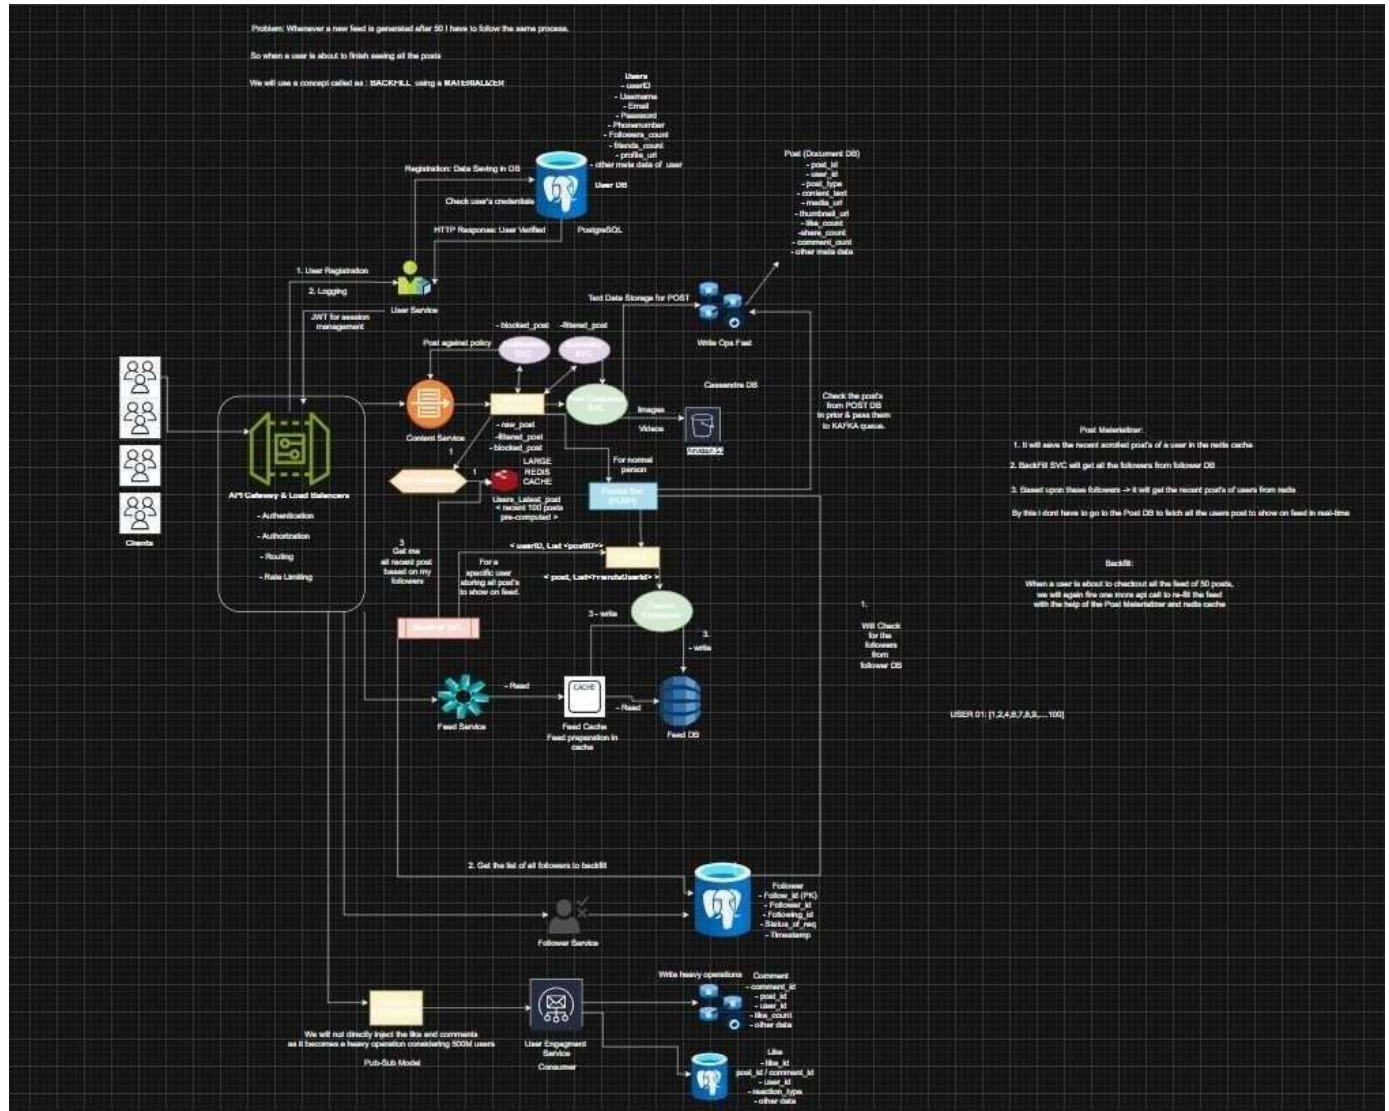 Problem: Whenever a new feed is generated after 50 I have to follow the same process.
So when a user is about to finish seeing all the posts
We will use a concept called as : BACKFILL using a MATERIALIZER
Users
- userID
- Username
- Email
- Password
- Phonenumber
- Followers_count
- friends_count
- profile_url
- other meta data of user
User DB
PostgreSQL
Registration: Data Saving in DB
Check user's credentials
HTTP Response: User Verified
Post (Document DB)
- post_id
- user_id
- post_type
- content_text
- media_url
- thumbnail_url
- like_count
-share_count
- comment_ount
- other meta data
1. User Registration
2. Logging
JWT for session
management
User Service
Text Data Storage for POST
Write Ops Fast
Cassandra DB
- blocked_post
-filtered_post
Post against policy
SVC
SVC
SVC
Content Service
- raw_post
-filtered_post
- blocked_post
Images
Videos
Amazon S3
Check the post's
from POST DB
in prior & pass them
to KAFKA queue.
For normal
person
1
1
LARGE
REDIS
CACHE
Users_Latest_post
< recent 100 posts
pre-computed >
Clients
API Gateway & Load Balancers
- Authentication
- Authorization
- Routing
- Rate Limiting
Post Materializer:
1. It will save the recent scrolled post's of a user in the redis cache
2. BackFill SVC will get all the followers from follower DB
3. Based upon these followers -> it will get the recent post's of users from redis
By this i dont have to go to the Post DB to fetch all the users post to show on feed in real-time
Backfill:
When a user is about to checkout all the feed of 50 posts,
we will again fire one more api call to re-fill the feed
with the help of the Post Materializer and redis cache
3
Get me
all recent post
based on my
followers
< userID, List <postID>>
For a
specific user
storing all post's
to show on feed.
< post, List<FriendsUserId> >
3 - write
3.
- write
1.
Will Check
for the
followers
from
follower DB
- Read
CACHE
- Read
Feed Service
Feed Cache
Feed preparation in
cache
Feed DB
USER 01: [1,2,4,6,7,8,9,....100]
2. Get the list of all followers to backfill
Follower
- Follow_id (PK)
- Follower_id
- Following_id
- Status_of_req
- Timestamp
Follower Service
Write heavy operations
Comment
- comment_id
- post_id
- user_id
- like_count
- other data
We will not directly inject the like and comments
as it becomes a heavy operation considering 500M users
Pub-Sub Model
User Engagment
Service
Consumer
Like
- like_id
post_id / comment_id
- user_id
- reaction_type
- other data